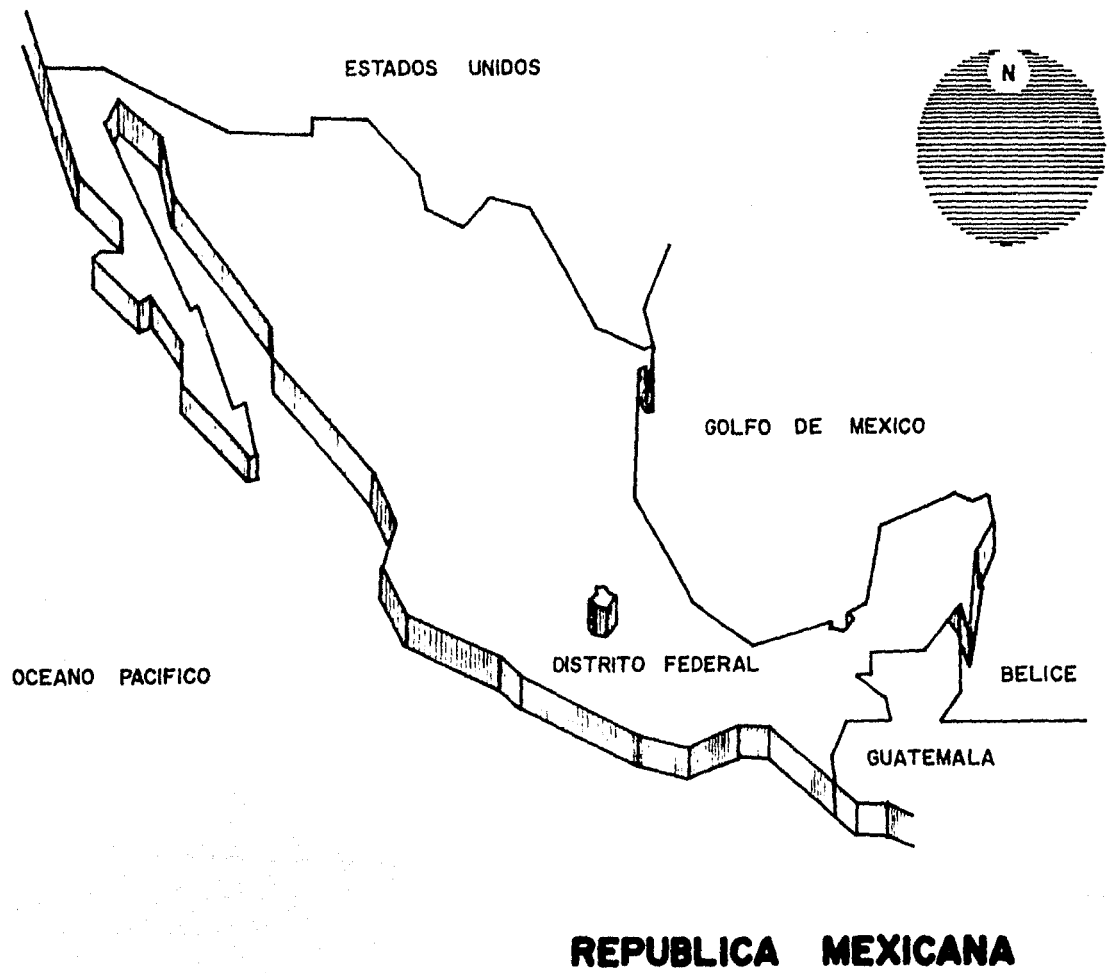 ESTADOS UNIDOS
N
GOLFO DE MEXICO
DISTRITO FEDERAL
OCEANO PACIFICO
BELICE
GUATEMALA
REPUBLICA MEXICANA